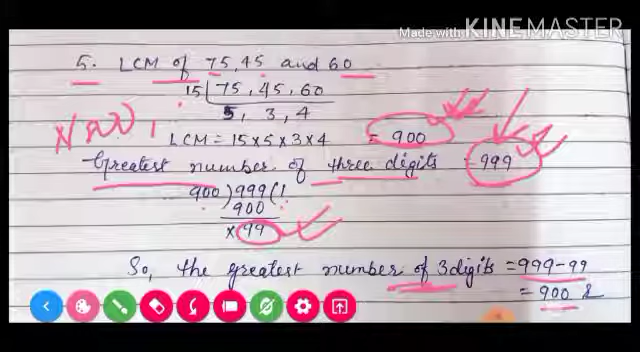 Made with KINEMASTER
5. LCM of 75, 45 and 60
15 | 75, 45, 60
5, 3, 4
Now,
LCM = 15×5×3×4 = 900
Greatest number of three digits = 999
900 ) 999 ( 1
900
× 99
So, the greatest number of 3 digits = 999-99
= 900